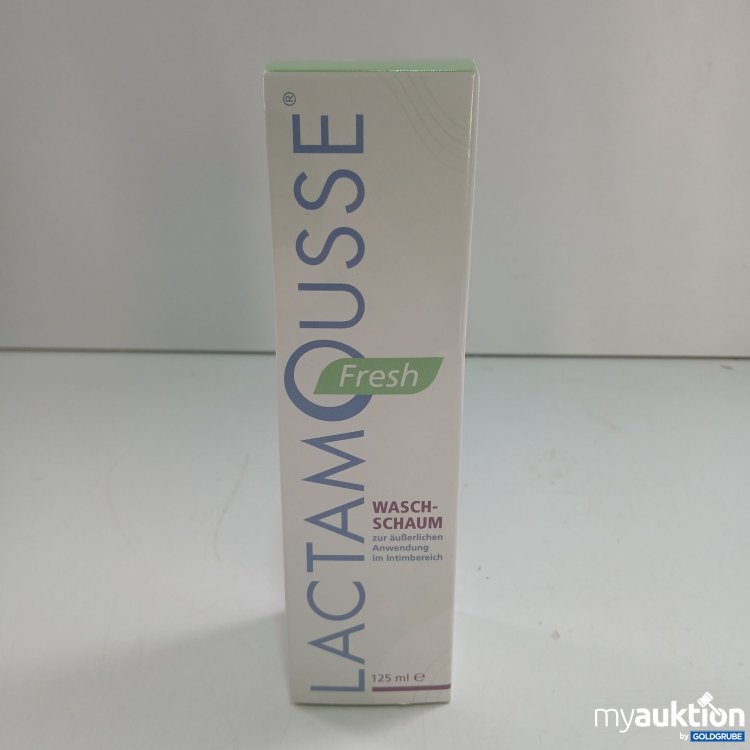 LACTAMOUSSE®
Fresh
WASCH-
SCHAUM
zur äußerlichen
Anwendung
im Intimbereich
125 ml ℮
myauktion
by GOLDGRUBE